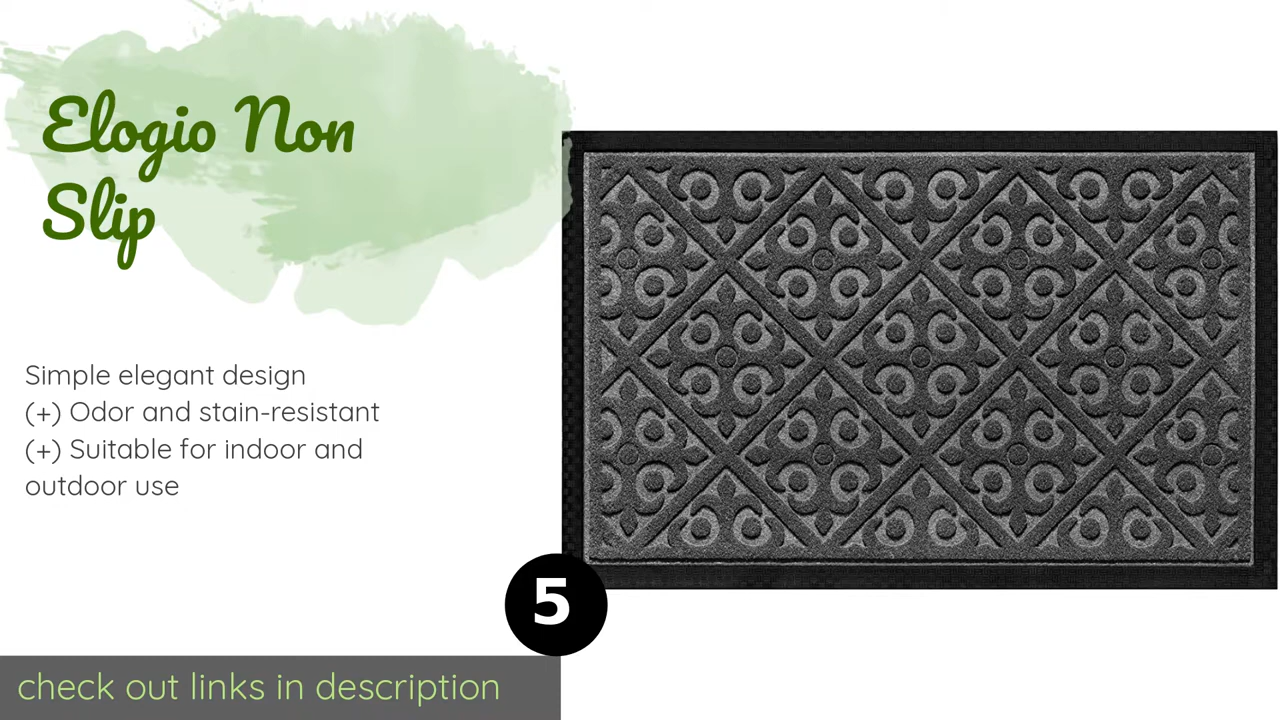 Elogio Non
Slip
Simple elegant design
(+) Odor and stain-resistant
(+) Suitable for indoor and
outdoor use
5
check out links in description